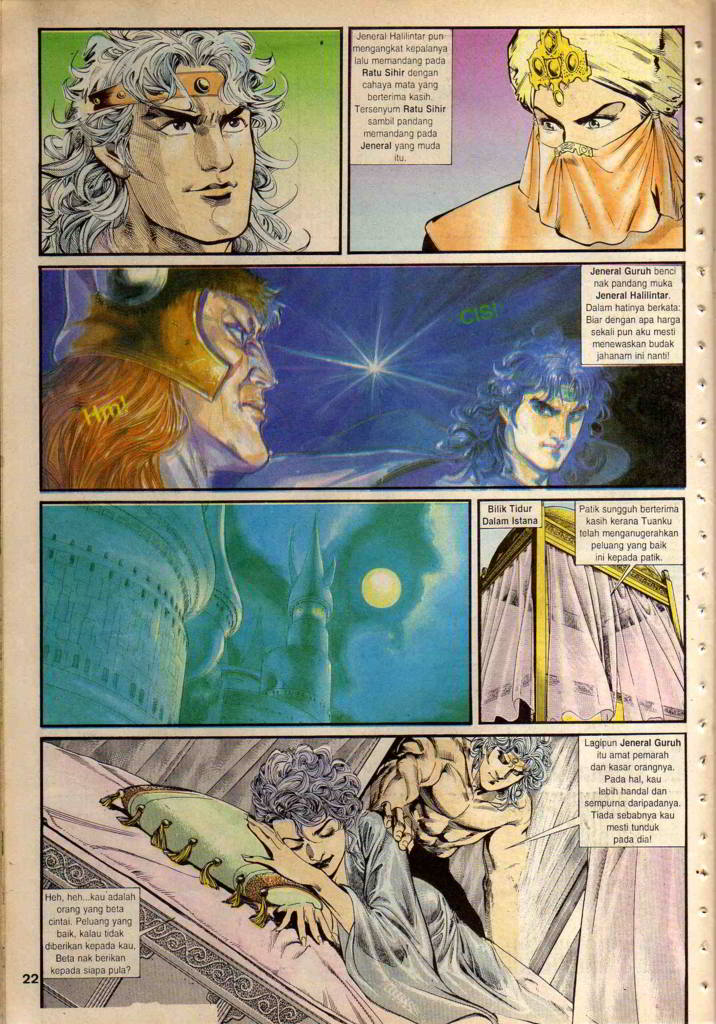 Jeneral Halilintar pun
mengangkat kepalanya
lalu memandang pada
Ratu Sihir dengan
cahaya mata yang
berterima kasih.
Tersenyum Ratu Sihir
sambil pandang
memandang pada
Jeneral yang muda
itu.
Jeneral Guruh benci
nak pandang muka
Jeneral Halilintar.
Dalam hatinya berkata:
Biar dengan apa harga
sekali pun aku mesti
menewaskan budak
jahanam ini nanti!
CIS!
Hm!
Bilik Tidur
Dalam Istana
Patik sungguh berterima
kasih kerana Tuanku
telah menganugerahkan
peluang yang baik
ini kepada patik.
Lagipun Jeneral Guruh
itu amat pemarah
dan kasar orangnya.
Pada hal, kau
lebih handal dan
sempurna daripadanya.
Tiada sebabnya kau
mesti tunduk
pada dia!
Heh, heh...kau adalah
orang yang beta
cintai. Peluang yang
baik, kalau tidak
diberikan kepada kau,
Beta nak berikan
kepada siapa pula?
22